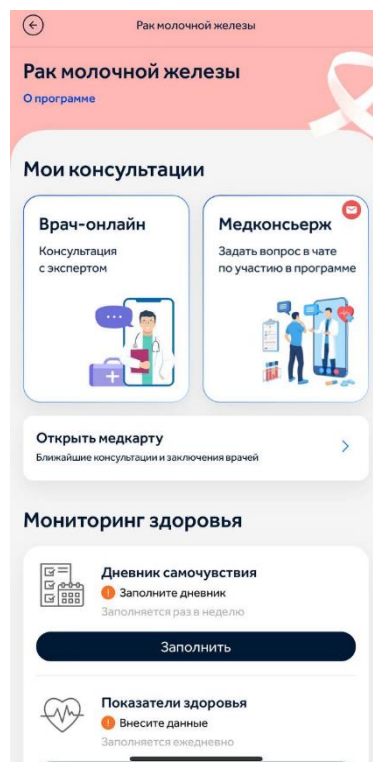 Рак молочной железы
Рак молочной железы
О программе
Мои консультации
Врач-онлайн
Консультация
с экспертом
Медконсьерж
Задать вопрос в чате
по участию в программе
Открыть медкарту
Ближайшие консультации и заключения врачей
Мониторинг здоровья
Дневник самочувствия
Заполните дневник
Заполняется раз в неделю
Заполнить
Показатели здоровья
Внесите данные
Заполняется ежедневно